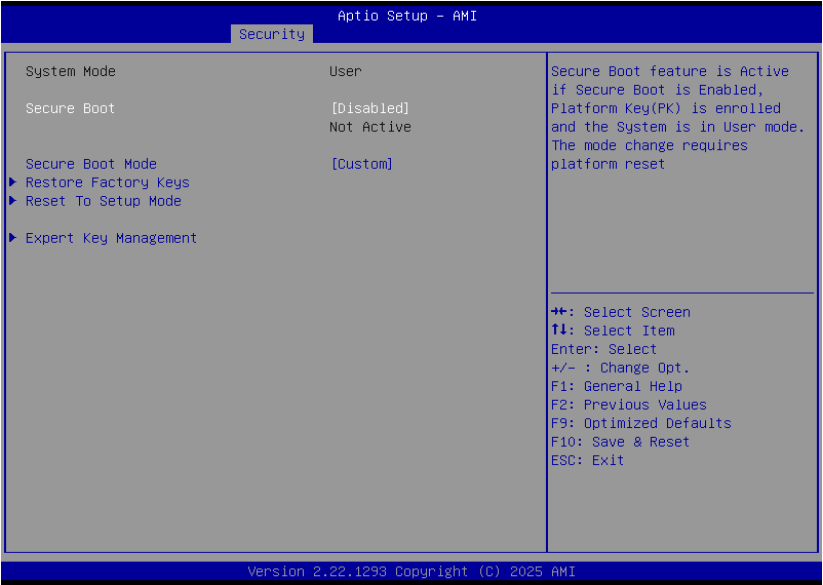 Aptio Setup – AMI
Security
System Mode User
Secure Boot [Disabled]
Not Active
Secure Boot Mode [Custom]
Restore Factory Keys
Reset To Setup Mode
Expert Key Management
Secure Boot feature is Active
if Secure Boot is Enabled,
Platform Key(PK) is enrolled
and the System is in User mode.
The mode change requires
platform reset
→←: Select Screen
↑↓: Select Item
Enter: Select
+/- : Change Opt.
F1: General Help
F2: Previous Values
F9: Optimized Defaults
F10: Save & Reset
ESC: Exit
Version 2.22.1293 Copyright (C) 2025 AMI